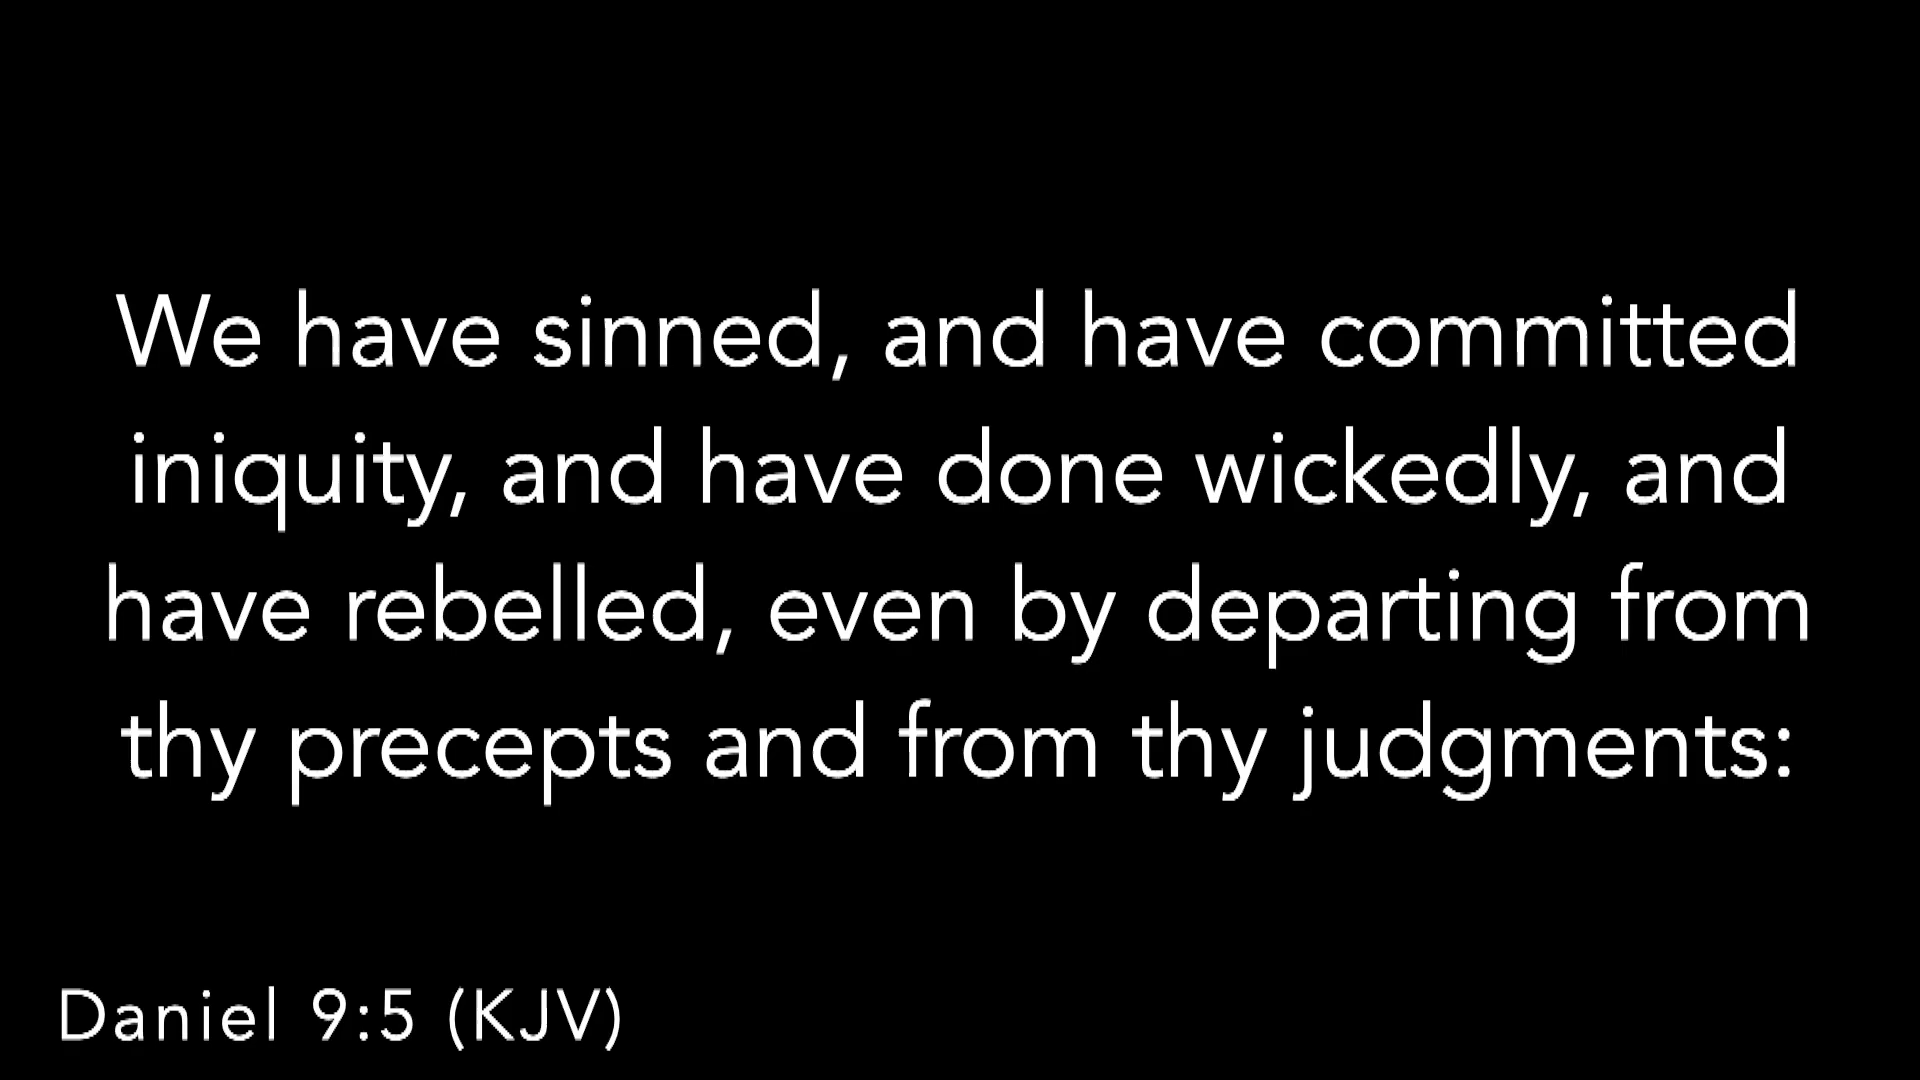 We have sinned, and have committed
iniquity, and have done wickedly, and
have rebelled, even by departing from
thy precepts and from thy judgments:
Daniel 9:5 (KJV)